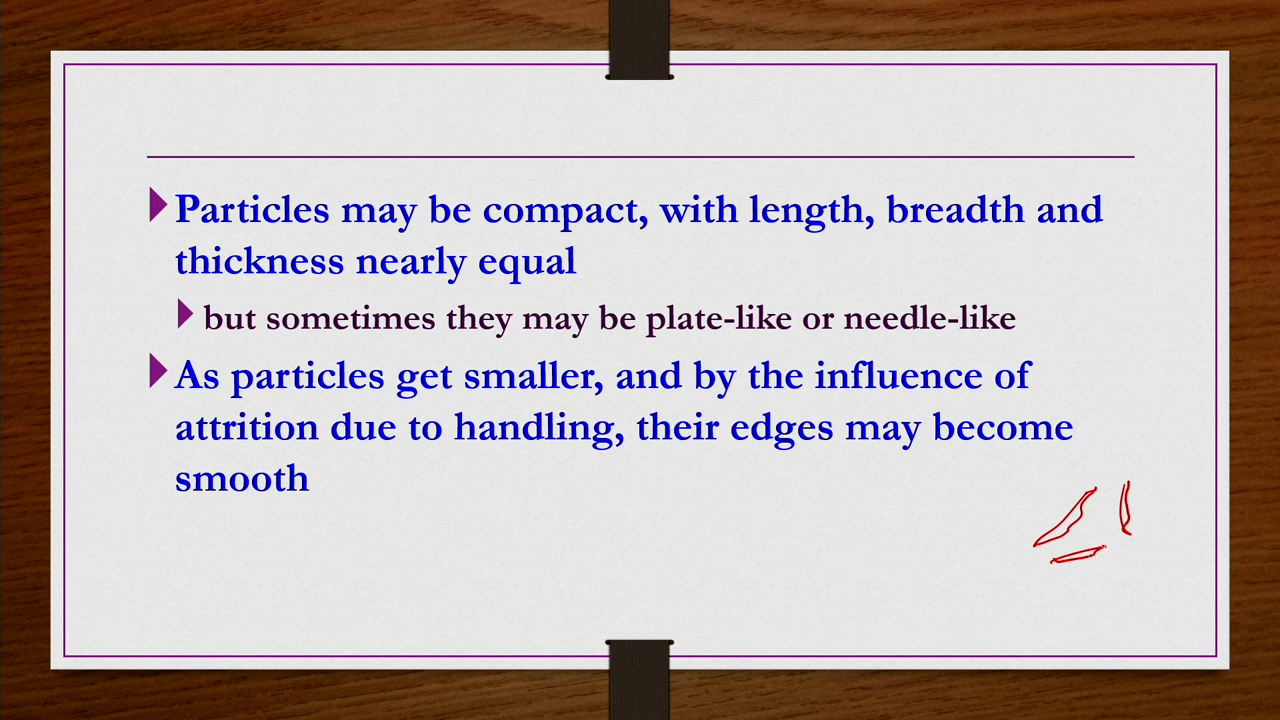 Particles may be compact, with length, breadth and
thickness nearly equal
but sometimes they may be plate-like or needle-like
As particles get smaller, and by the influence of
attrition due to handling, their edges may become
smooth